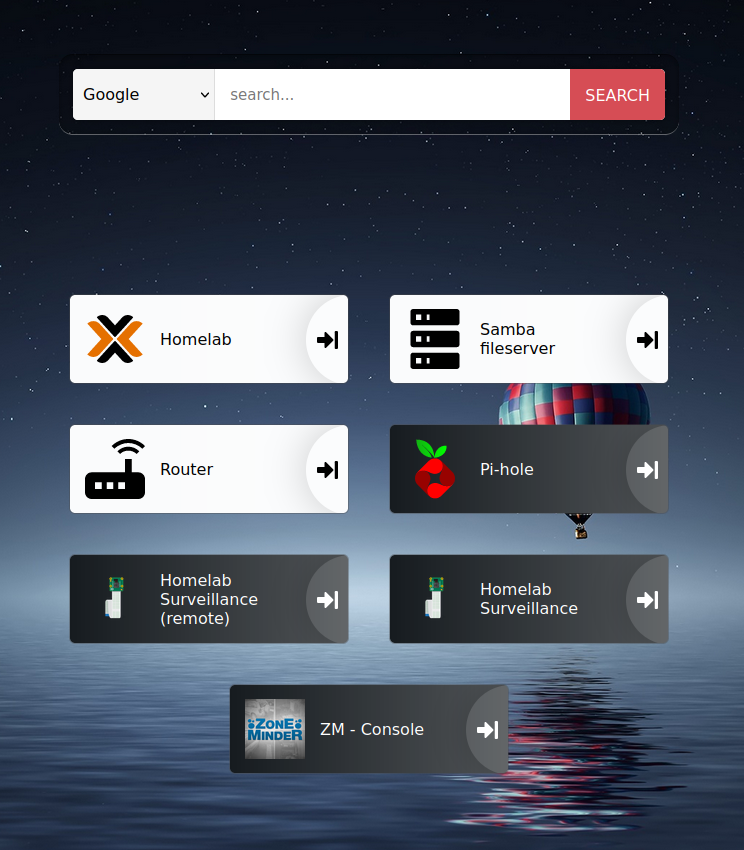 Google
search...
SEARCH
Homelab
Samba
fileserver
Router
Pi-hole
Homelab
Surveillance
(remote)
Homelab
Surveillance
ZONE
MINDER
ZM - Console